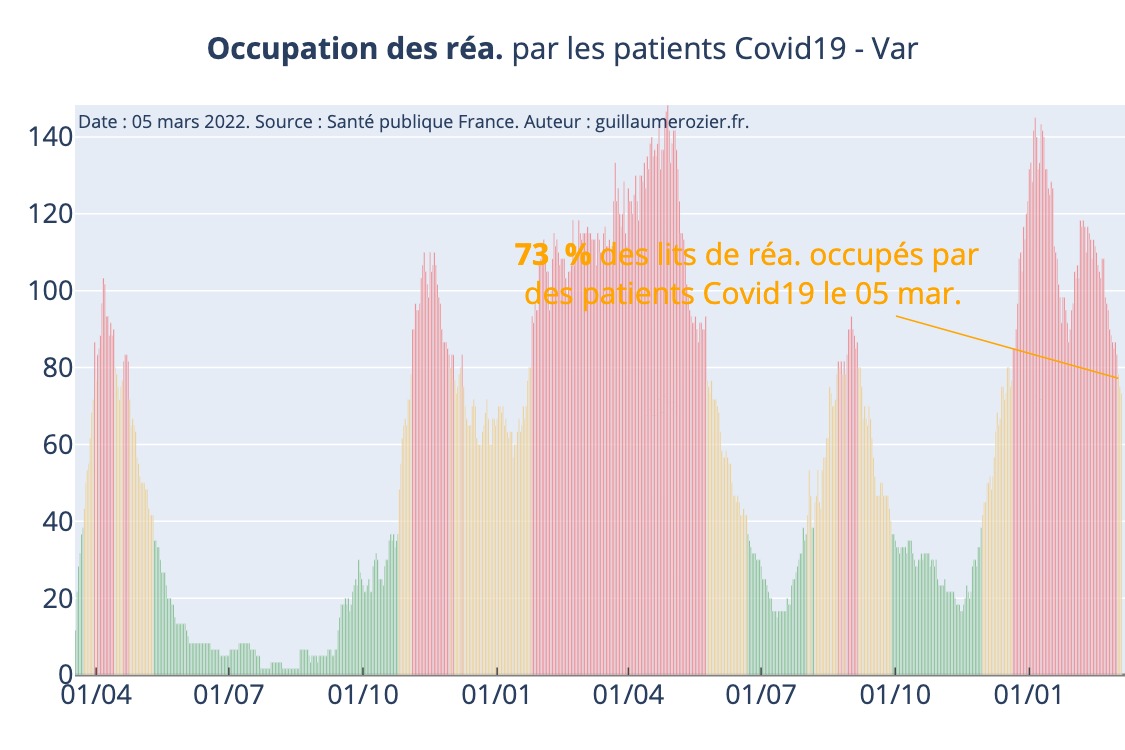 Occupation des réa. par les patients Covid19 - Var
Date : 05 mars 2022. Source : Santé publique France. Auteur : guillaumerozier.fr.
140
120
100
80
60
40
20
0
73 % des lits de réa. occupés par
des patients Covid19 le 05 mar.
01/04 01/07 01/10 01/01 01/04 01/07 01/10 01/01